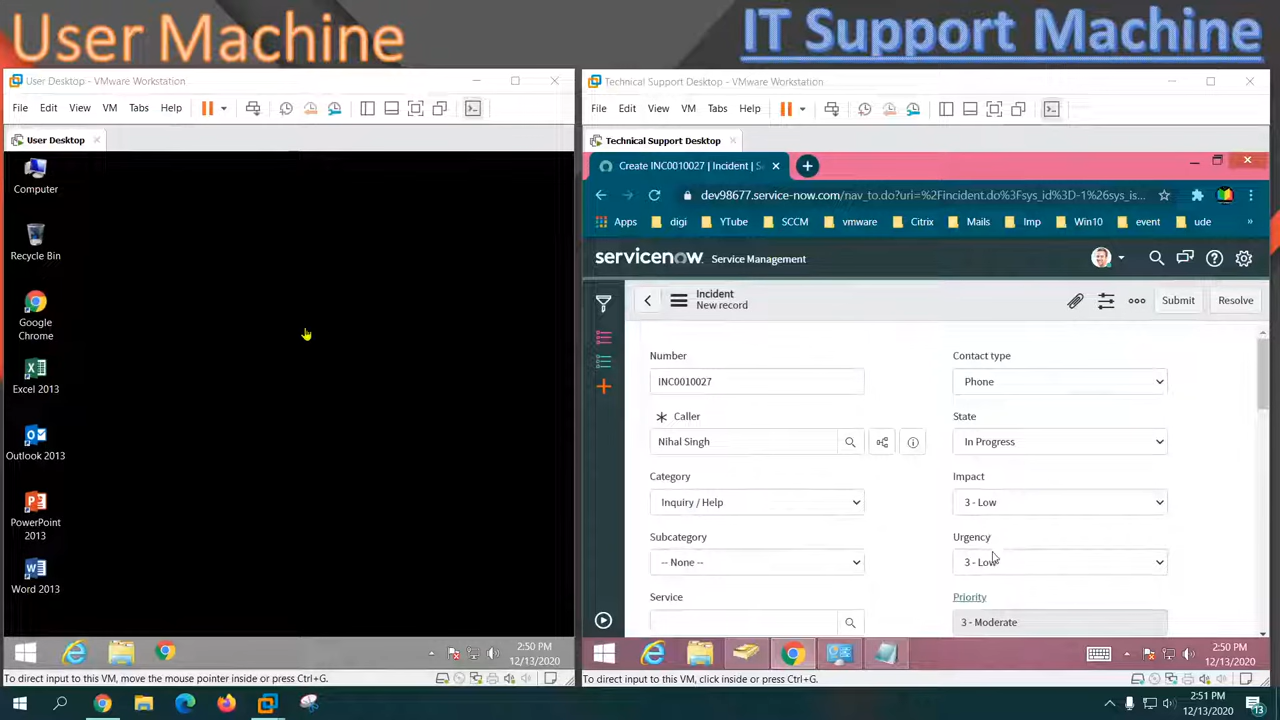 User Machine
IT Support Machine
User Desktop - VMware Workstation
File Edit View VM Tabs Help
User Desktop
Computer
Recycle Bin
Google
Chrome
Excel 2013
Outlook 2013
PowerPoint
2013
Word 2013
2:50 PM
12/13/2020
To direct input to this VM, move the mouse pointer inside or press Ctrl+G.
Technical Support Desktop - VMware Workstation
File Edit View VM Tabs Help
Technical Support Desktop
Create INC0010027 | Incident | S
dev98677.service-now.com/nav_to.do?uri=%2Fincident.do%3Fsys_id%3D-1%26sys_is...
Apps digi YTube SCCM vmware Citrix Mails Imp Win10 event ude »
servicenow. Service Management
Incident
New record
Submit Resolve
Number
INC0010027
Contact type
Phone
Caller
Nihal Singh
State
In Progress
Category
Inquiry / Help
Impact
3 - Low
Subcategory
-- None --
Urgency
3 - Low
Service
Priority
3 - Moderate
2:50 PM
12/13/2020
To direct input to this VM, click inside or press Ctrl+G.
2:51 PM
12/13/2020
13